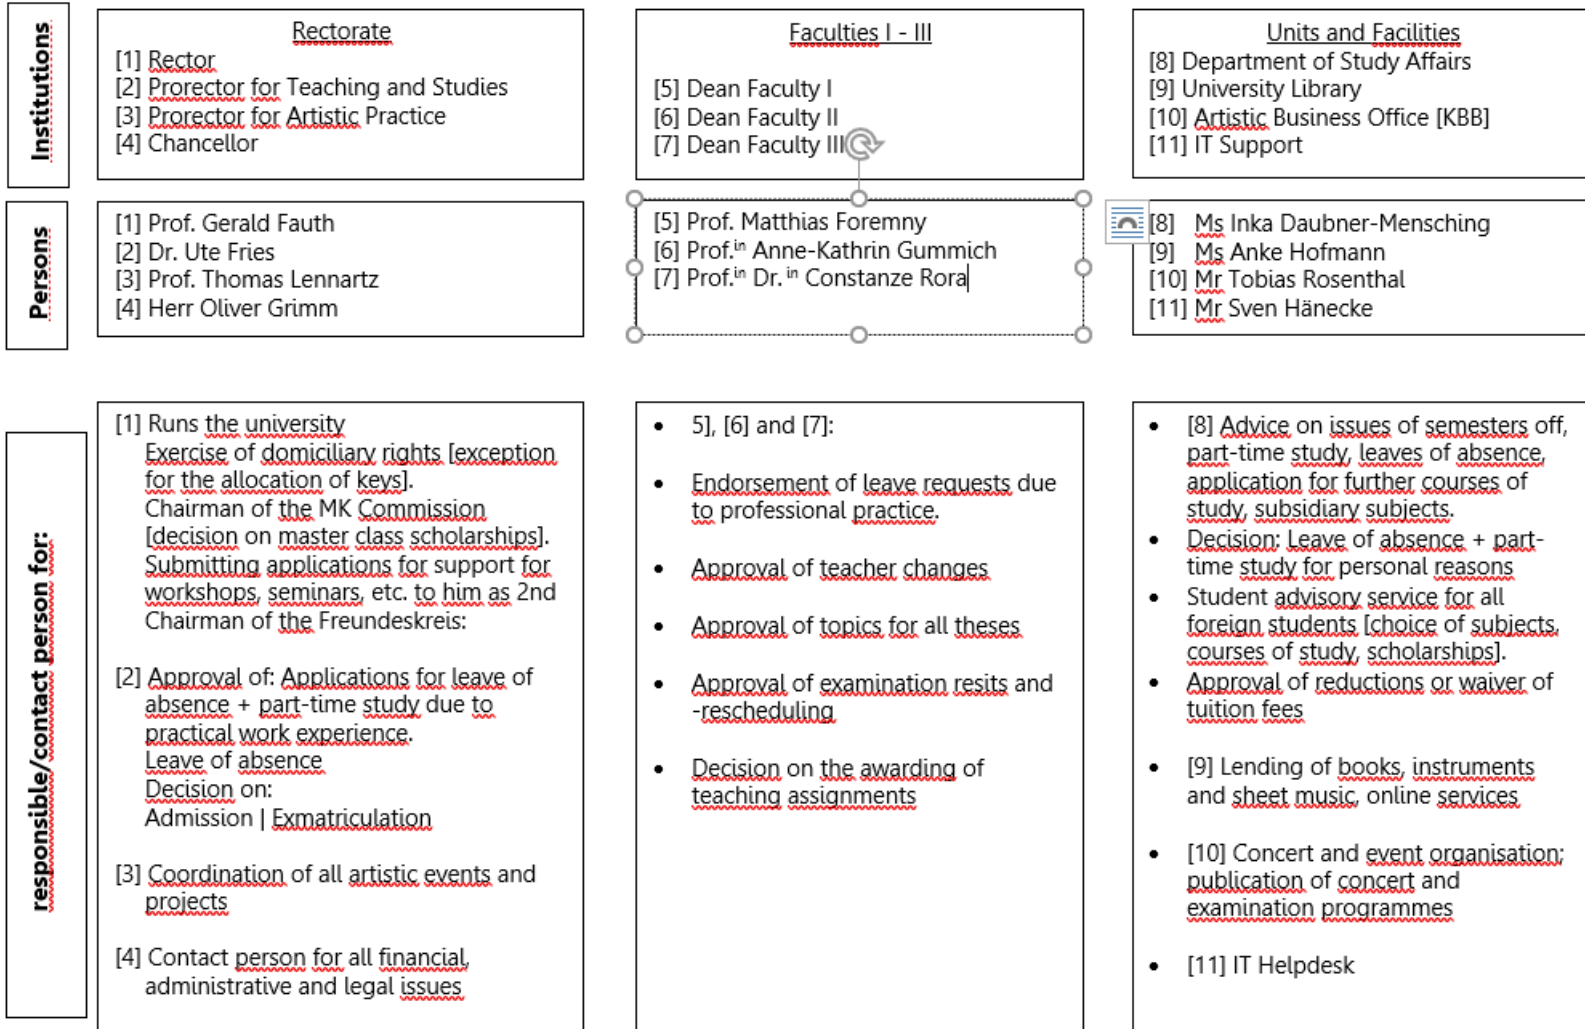 Institutions
Rectorate
[1] Rector
[2] Prorector for Teaching and Studies
[3] Prorector for Artistic Practice
[4] Chancellor
Faculties I - III
[5] Dean Faculty I
[6] Dean Faculty II
[7] Dean Faculty III
Units and Facilities
[8] Department of Study Affairs
[9] University Library
[10] Artistic Business Office [KBB]
[11] IT Support
Persons
[1] Prof. Gerald Fauth
[2] Dr. Ute Fries
[3] Prof. Thomas Lennartz
[4] Herr Oliver Grimm
[5] Prof. Matthias Foremny
[6] Prof.in Anne-Kathrin Gummich
[7] Prof.in Dr. in Constanze Rora
[8] Ms Inka Daubner-Mensching
[9] Ms Anke Hofmann
[10] Mr Tobias Rosenthal
[11] Mr Sven Hänecke
responsible/contact person for:
[1] Runs the university
Exercise of domiciliary rights [exception
for the allocation of keys].
Chairman of the MK Commission
[decision on master class scholarships].
Submitting applications for support for
workshops, seminars, etc. to him as 2nd
Chairman of the Freundeskreis:
[2] Approval of: Applications for leave of
absence + part-time study due to
practical work experience.
Leave of absence
Decision on:
Admission | Exmatriculation
[3] Coordination of all artistic events and
projects
[4] Contact person for all financial,
administrative and legal issues
• 5], [6] and [7]:
• Endorsement of leave requests due
to professional practice.
• Approval of teacher changes
• Approval of topics for all theses
• Approval of examination resits and
-rescheduling
• Decision on the awarding of
teaching assignments
• [8] Advice on issues of semesters off,
part-time study, leaves of absence,
application for further courses of
study, subsidiary subjects.
• Decision: Leave of absence + part-
time study for personal reasons
• Student advisory service for all
foreign students [choice of subjects,
courses of study, scholarships].
• Approval of reductions or waiver of
tuition fees
• [9] Lending of books, instruments
and sheet music, online services
• [10] Concert and event organisation;
publication of concert and
examination programmes
• [11] IT Helpdesk